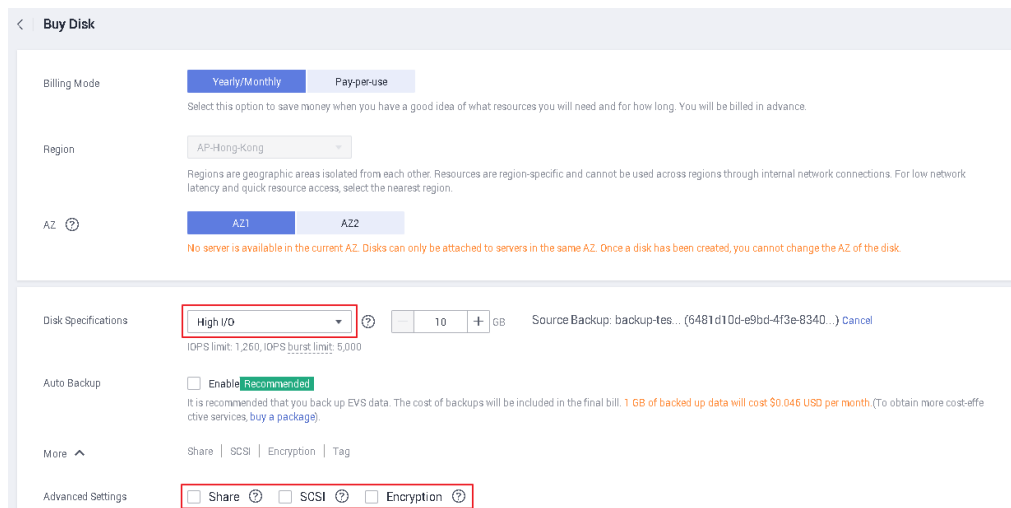 Buy Disk
Billing Mode
Yearly/Monthly
Pay-per-use
Select this option to save money when you have a good idea of what resources you will need and for how long. You will be billed in advance.
Region
AP-Hong-Kong
Regions are geographic areas isolated from each other. Resources are region-specific and cannot be used across regions through internal network connections. For low network
latency and quick resource access, select the nearest region.
AZ ?
AZ1
AZ2
No server is available in the current AZ. Disks can only be attached to servers in the same AZ. Once a disk has been created, you cannot change the AZ of the disk.
Disk Specifications
High I/O
?
− 10 + GB
Source Backup: backup-tes... (6481d10d-e9bd-4f3e-8340...) Cancel
IOPS limit: 1,260, IOPS burst limit: 5,000
Auto Backup
Enable Recommended
It is recommended that you back up EVS data. The cost of backups will be included in the final bill. 1 GB of backed up data will cost $0.046 USD per month.(To obtain more cost-effe
ctive services, buy a package).
More
Share | SCSI | Encryption | Tag
Advanced Settings
Share ? SCSI ? Encryption ?